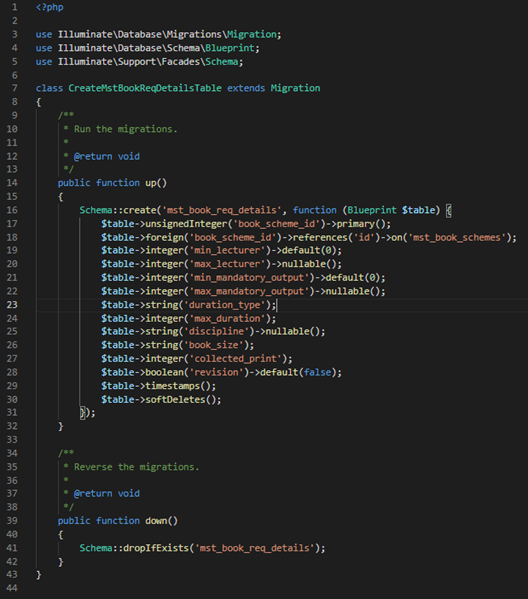 1 <?php
2
3 use Illuminate\Database\Migrations\Migration;
4 use Illuminate\Database\Schema\Blueprint;
5 use Illuminate\Support\Facades\Schema;
6
7 class CreateMstBookReqDetailsTable extends Migration
8 {
9     /**
10      * Run the migrations.
11      *
12      * @return void
13      */
14     public function up()
15     {
16         Schema::create('mst_book_req_details', function (Blueprint $table) {
17             $table->unsignedInteger('book_scheme_id')->primary();
18             $table->foreign('book_scheme_id')->references('id')->on('mst_book_schemes');
19             $table->integer('min_lecturer')->default(0);
20             $table->integer('max_lecturer')->nullable();
21             $table->integer('min_mandatory_output')->default(0);
22             $table->integer('max_mandatory_output')->nullable();
23             $table->string('duration_type');
24             $table->integer('max_duration');
25             $table->string('discipline')->nullable();
26             $table->string('book_size');
27             $table->integer('collected_print');
28             $table->boolean('revision')->default(false);
29             $table->timestamps();
30             $table->softDeletes();
31         });
32     }
33
34     /**
35      * Reverse the migrations.
36      *
37      * @return void
38      */
39     public function down()
40     {
41         Schema::dropIfExists('mst_book_req_details');
42     }
43 }
44